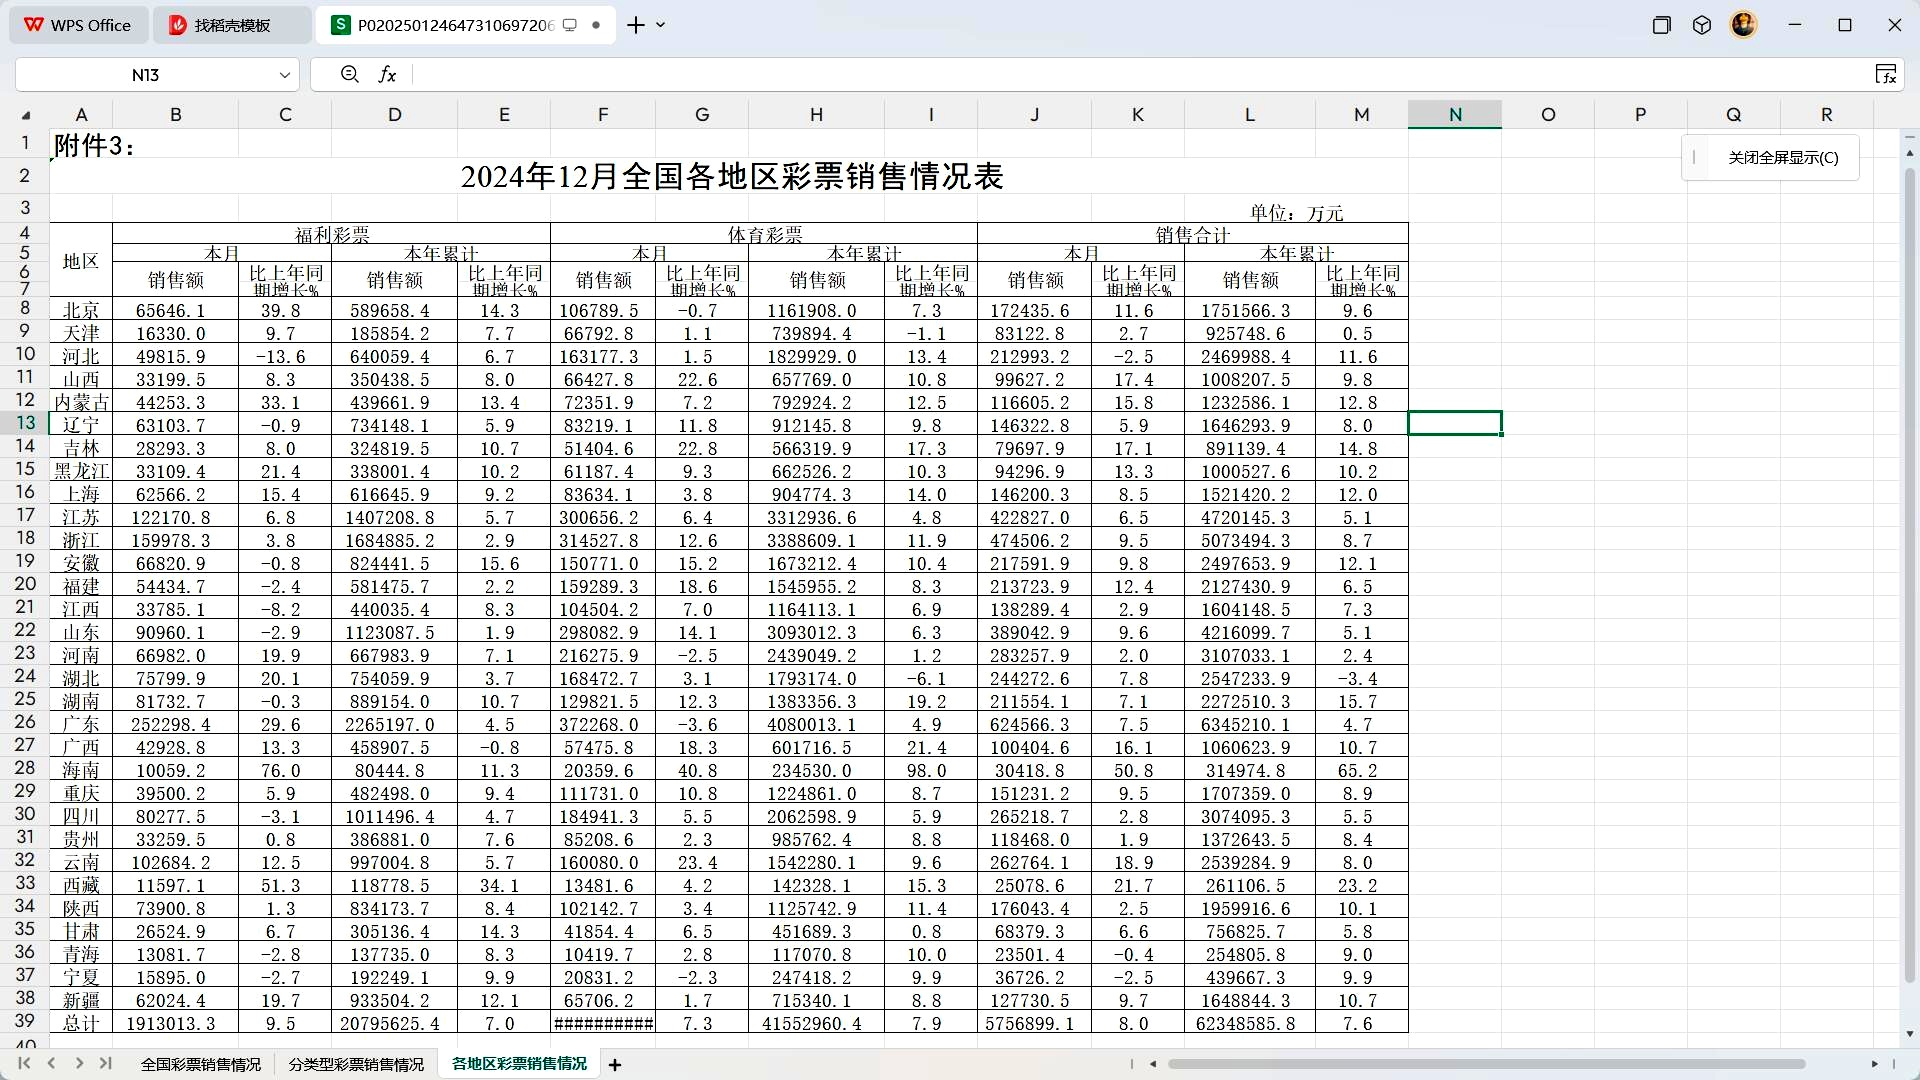 WPS Office 找稻壳模板 P020250124647310697206
N13 fx
A B C D E F G H I J K L M N O P Q R
1 附件3:
关闭全屏显示(C)
2 2024年12月全国各地区彩票销售情况表
3 单位：万元
4 福利彩票 体育彩票 销售合计
5 地区 本月 本年累计 本月 本年累计 本月 本年累计
6 销售额 比上年同 销售额 比上年同 销售额 比上年同 销售额 比上年同 销售额 比上年同 销售额 比上年同
7 期增长% 期增长% 期增长% 期增长% 期增长% 期增长%
8 北京 65646.1 39.8 589658.4 14.3 106789.5 -0.7 1161908.0 7.3 172435.6 11.6 1751566.3 9.6
9 天津 16330.0 9.7 185854.2 7.7 66792.8 1.1 739894.4 -1.1 83122.8 2.7 925748.6 0.5
10 河北 49815.9 -13.6 640059.4 6.7 163177.3 1.5 1829929.0 13.4 212993.2 -2.5 2469988.4 11.6
11 山西 33199.5 8.3 350438.5 8.0 66427.8 22.6 657769.0 10.8 99627.2 17.4 1008207.5 9.8
12 内蒙古 44253.3 33.1 439661.9 13.4 72351.9 7.2 792924.2 12.5 116605.2 15.8 1232586.1 12.8
13 辽宁 63103.7 -0.9 734148.1 5.9 83219.1 11.8 912145.8 9.8 146322.8 5.9 1646293.9 8.0
14 吉林 28293.3 8.0 324819.5 10.7 51404.6 22.8 566319.9 17.3 79697.9 17.1 891139.4 14.8
15 黑龙江 33109.4 21.4 338001.4 10.2 61187.4 9.3 662526.2 10.3 94296.9 13.3 1000527.6 10.2
16 上海 62566.2 15.4 616645.9 9.2 83634.1 3.8 904774.3 14.0 146200.3 8.5 1521420.2 12.0
17 江苏 122170.8 6.8 1407208.8 5.7 300656.2 6.4 3312936.6 4.8 422827.0 6.5 4720145.3 5.1
18 浙江 159978.3 3.8 1684885.2 2.9 314527.8 12.6 3388609.1 11.9 474506.2 9.5 5073494.3 8.7
19 安徽 66820.9 -0.8 824441.5 15.6 150771.0 15.2 1673212.4 10.4 217591.9 9.8 2497653.9 12.1
20 福建 54434.7 -2.4 581475.7 2.2 159289.3 18.6 1545955.2 8.3 213723.9 12.4 2127430.9 6.5
21 江西 33785.1 -8.2 440035.4 8.3 104504.2 7.0 1164113.1 6.9 138289.4 2.9 1604148.5 7.3
22 山东 90960.1 -2.9 1123087.5 1.9 298082.9 14.1 3093012.3 6.3 389042.9 9.6 4216099.7 5.1
23 河南 66982.0 19.9 667983.9 7.1 216275.9 -2.5 2439049.2 1.2 283257.9 2.0 3107033.1 2.4
24 湖北 75799.9 20.1 754059.9 3.7 168472.7 3.1 1793174.0 -6.1 244272.6 7.8 2547233.9 -3.4
25 湖南 81732.7 -0.3 889154.0 10.7 129821.5 12.3 1383356.3 19.2 211554.1 7.1 2272510.3 15.7
26 广东 252298.4 29.6 2265197.0 4.5 372268.0 -3.6 4080013.1 4.9 624566.3 7.5 6345210.1 4.7
27 广西 42928.8 13.3 458907.5 -0.8 57475.8 18.3 601716.5 21.4 100404.6 16.1 1060623.9 10.7
28 海南 10059.2 76.0 80444.8 11.3 20359.6 40.8 234530.0 98.0 30418.8 50.8 314974.8 65.2
29 重庆 39500.2 5.9 482498.0 9.4 111731.0 10.8 1224861.0 8.7 151231.2 9.5 1707359.0 8.9
30 四川 80277.5 -3.1 1011496.4 4.7 184941.3 5.5 2062598.9 5.9 265218.7 2.8 3074095.3 5.5
31 贵州 33259.5 0.8 386881.0 7.6 85208.6 2.3 985762.4 8.8 118468.0 1.9 1372643.5 8.4
32 云南 102684.2 12.5 997004.8 5.7 160080.0 23.4 1542280.1 9.6 262764.1 18.9 2539284.9 8.0
33 西藏 11597.1 51.3 118778.5 34.1 13481.6 4.2 142328.1 15.3 25078.6 21.7 261106.5 23.2
34 陕西 73900.8 1.3 834173.7 8.4 102142.7 3.4 1125742.9 11.4 176043.4 2.5 1959916.6 10.1
35 甘肃 26524.9 6.7 305136.4 14.3 41854.4 6.5 451689.3 0.8 68379.3 6.6 756825.7 5.8
36 青海 13081.7 -2.8 137735.0 8.3 10419.7 2.8 117070.8 10.0 23501.4 -0.4 254805.8 9.0
37 宁夏 15895.0 -2.7 192249.1 9.9 20831.2 -2.3 247418.2 9.9 36726.2 -2.5 439667.3 9.9
38 新疆 62024.4 19.7 933504.2 12.1 65706.2 1.7 715340.1 8.8 127730.5 9.7 1648844.3 10.7
39 总计 1913013.3 9.5 20795625.4 7.0 ########## 7.3 41552960.4 7.9 5756899.1 8.0 62348585.8 7.6
40
全国彩票销售情况 分类型彩票销售情况 各地区彩票销售情况